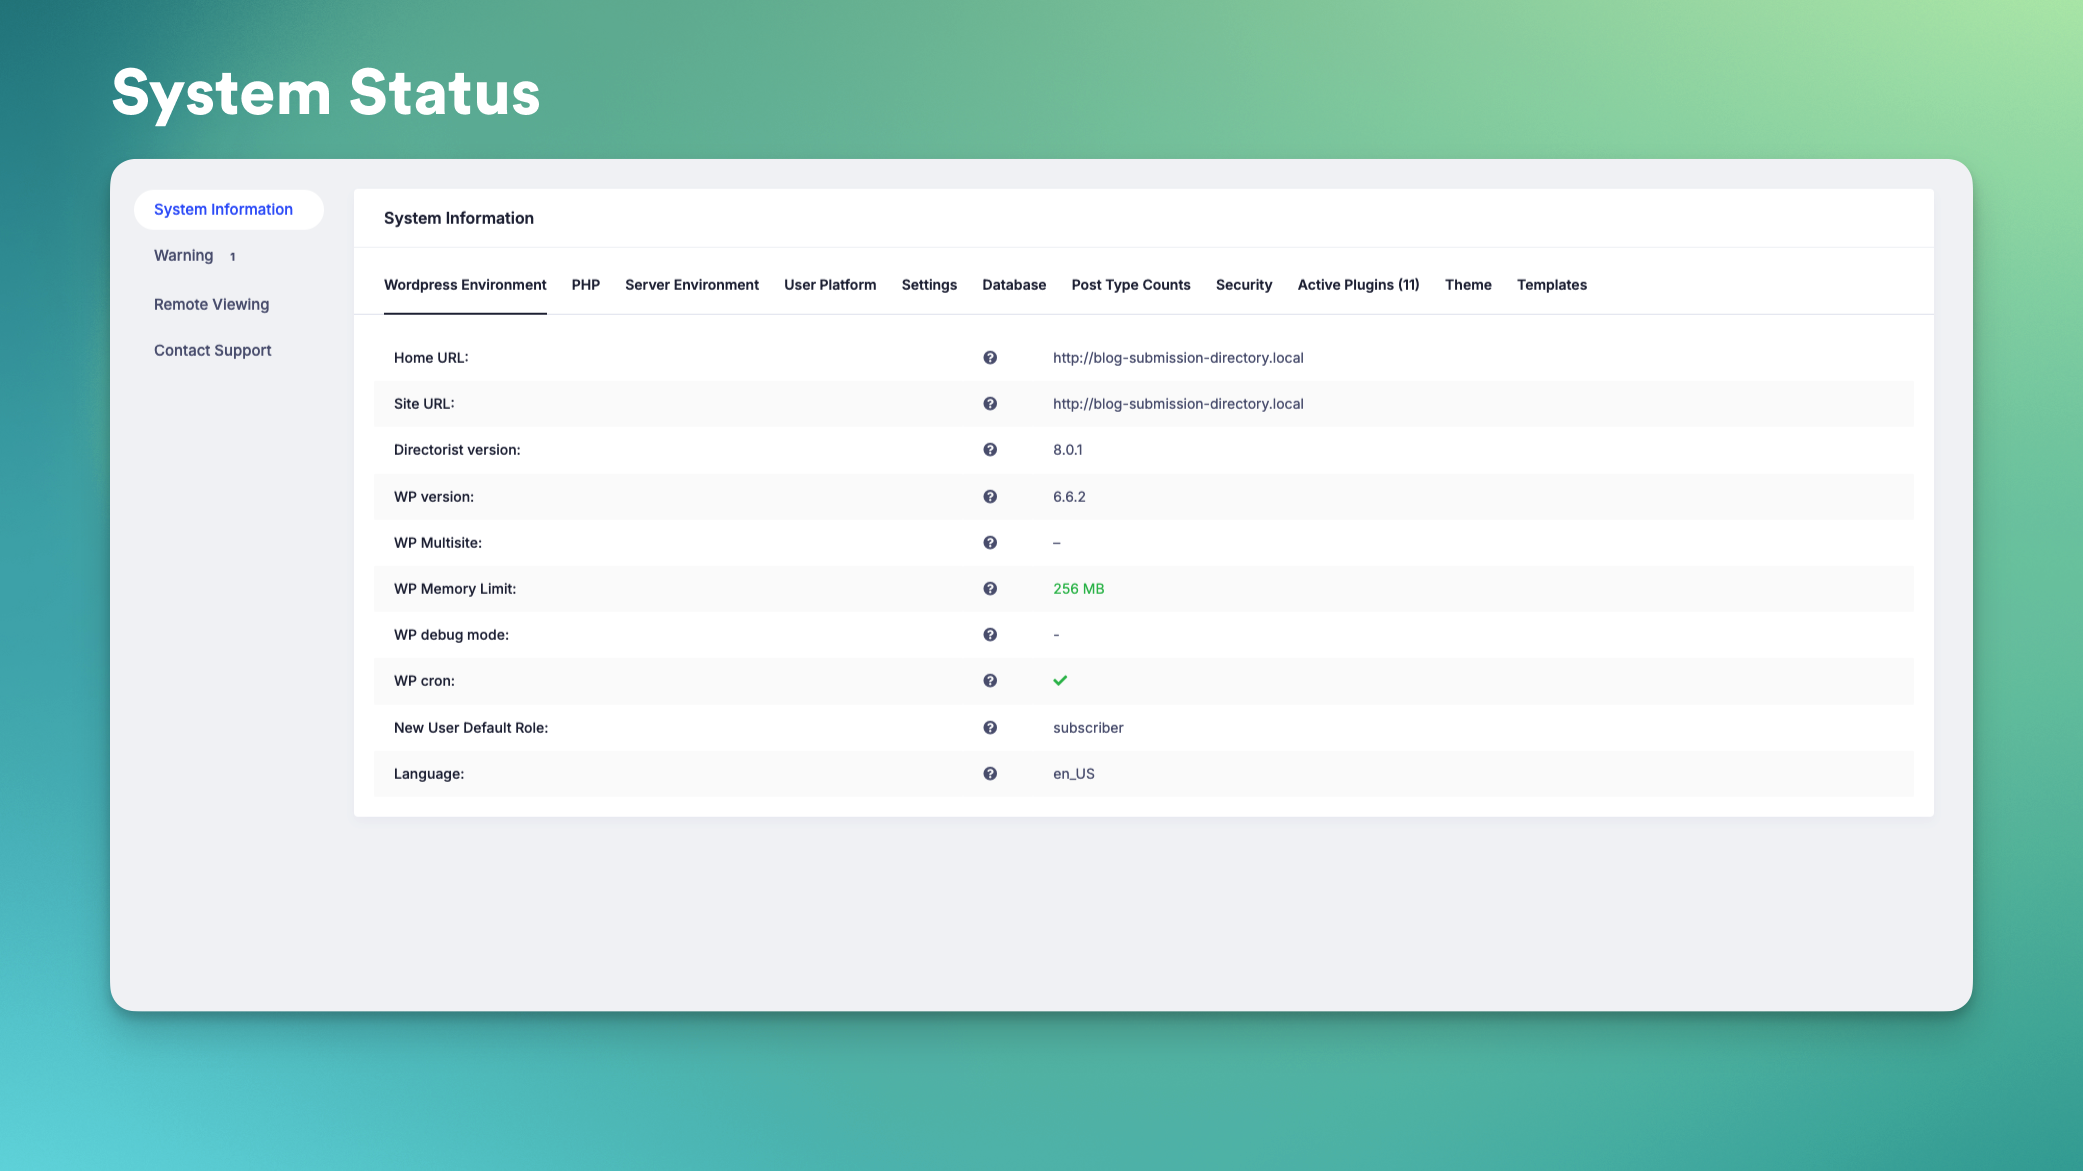 System Status
System Information
Warning 1
Remote Viewing
Contact Support
System Information
Wordpress Environment PHP Server Environment User Platform Settings Database Post Type Counts Security Active Plugins (11) Theme Templates
Home URL: ? http://blog-submission-directory.local
Site URL: ? http://blog-submission-directory.local
Directorist version: ? 8.0.1
WP version: ? 6.6.2
WP Multisite: ? –
WP Memory Limit: ? 256 MB
WP debug mode: ? -
WP cron: ? ✔
New User Default Role: ? subscriber
Language: ? en_US